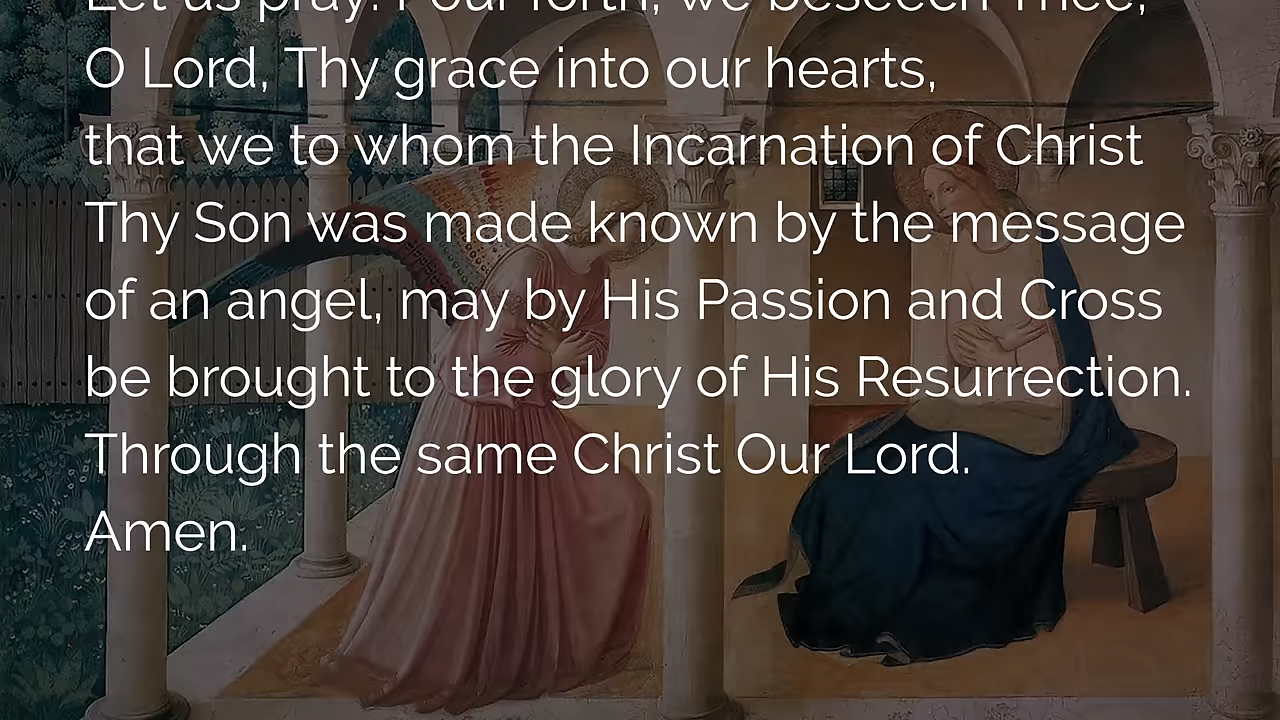 Let us pray: Pour forth, we beseech Thee,
O Lord, Thy grace into our hearts,
that we to whom the Incarnation of Christ
Thy Son was made known by the message
of an angel, may by His Passion and Cross
be brought to the glory of His Resurrection.
Through the same Christ Our Lord.
Amen.